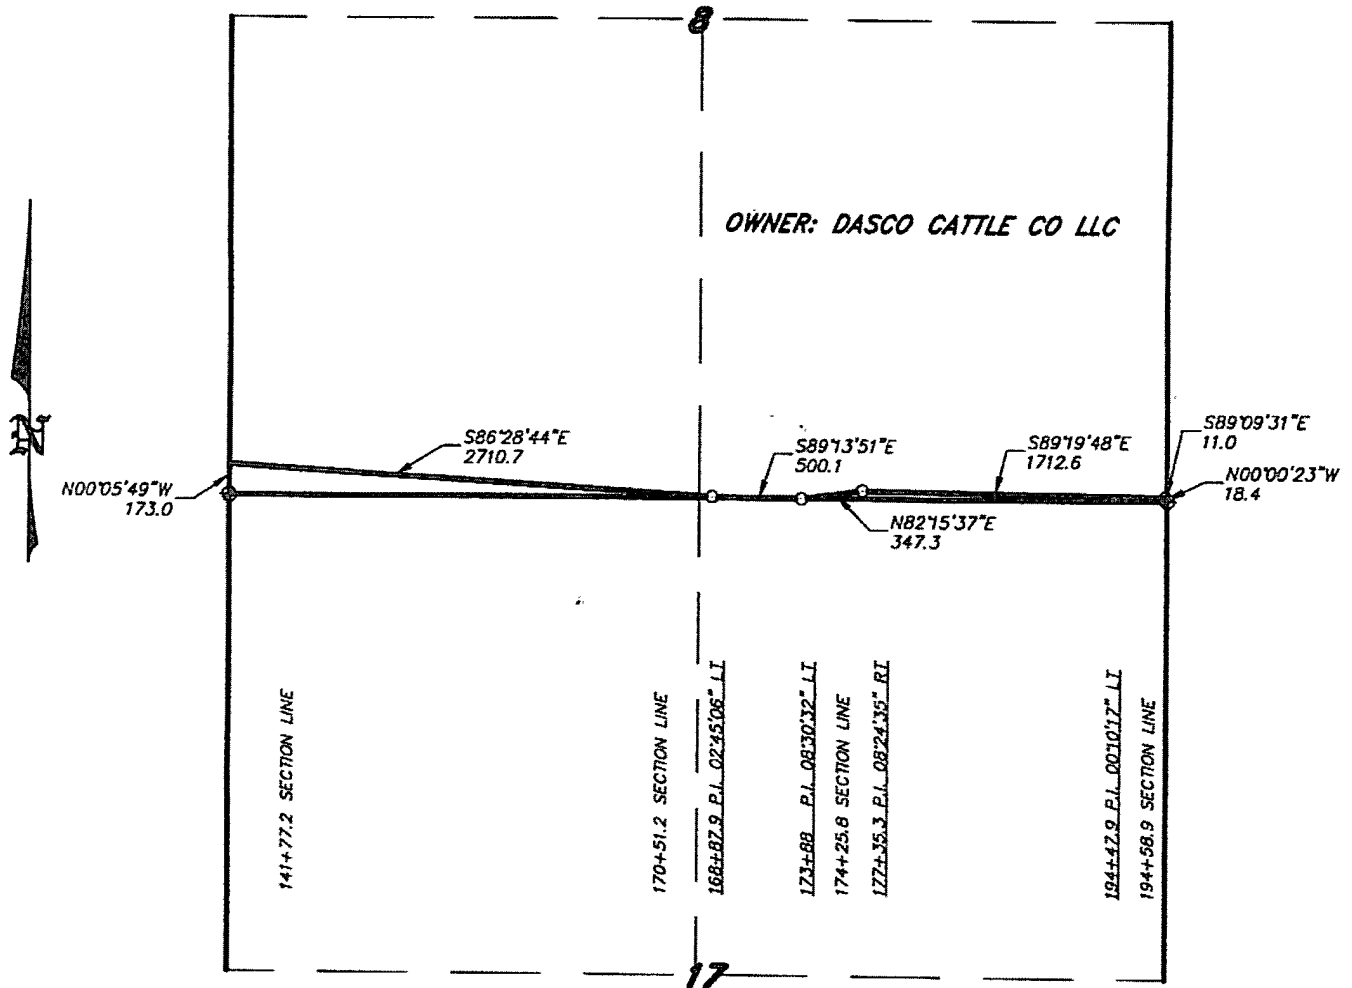 8
OWNER: DASCO CATTLE CO LLC
N
S86°28'44"E
2710.7
S89°13'51"E
500.1
S89°19'48"E
1712.6
S89°09'31"E
11.0
N00°05'49"W
173.0
N00°00'23"W
18.4
N82°15'37"E
347.3
141+77.2 SECTION LINE
170+51.2 SECTION LINE
168+87.9 P.I. 02°45'06" LT
173+88 P.I. 08°30'32" LT
174+25.8 SECTION LINE
177+35.3 P.I. 08°24'35" RT
194+47.9 P.I. 00°10'17" LT
194+58.9 SECTION LINE
17